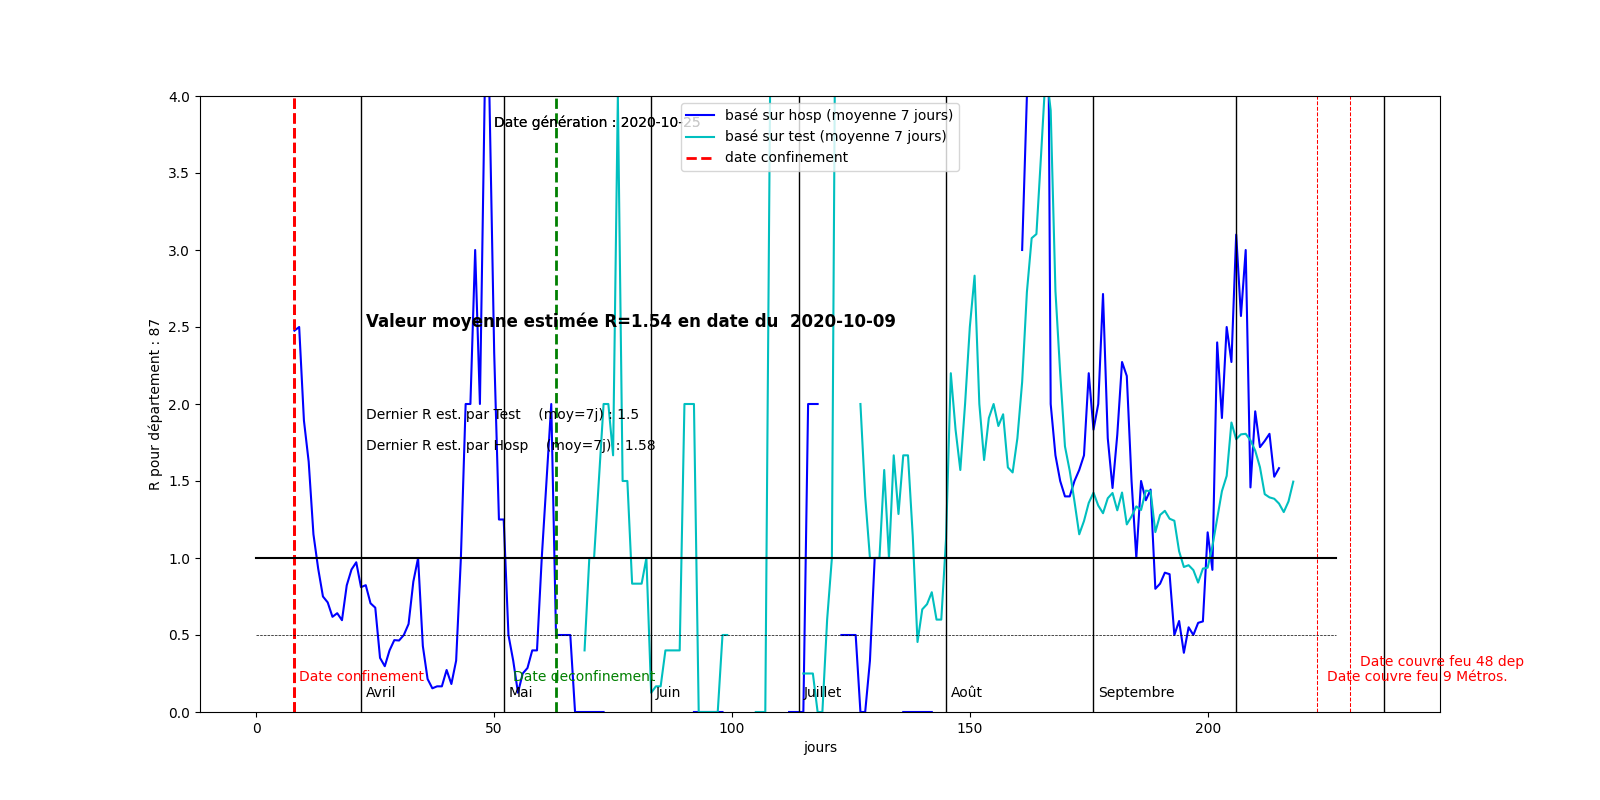 4.0
3.5
3.0
2.5
2.0
1.5
1.0
0.5
0.0
R pour département : 87
Date génération : 2020-10-25
basé sur hosp (moyenne 7 jours)
basé sur test (moyenne 7 jours)
date confinement
Valeur moyenne estimée R=1.54 en date du 2020-10-09
Dernier R est. par Test (moy=7j) : 1.5
Dernier R est. par Hosp (moy=7j) : 1.58
Date couvre feu 48 dep
Date confinement
Date deconfinement
Date couvre feu 9 Métros.
Avril
Mai
Juin
Juillet
Août
Septembre
0
50
100
150
200
jours